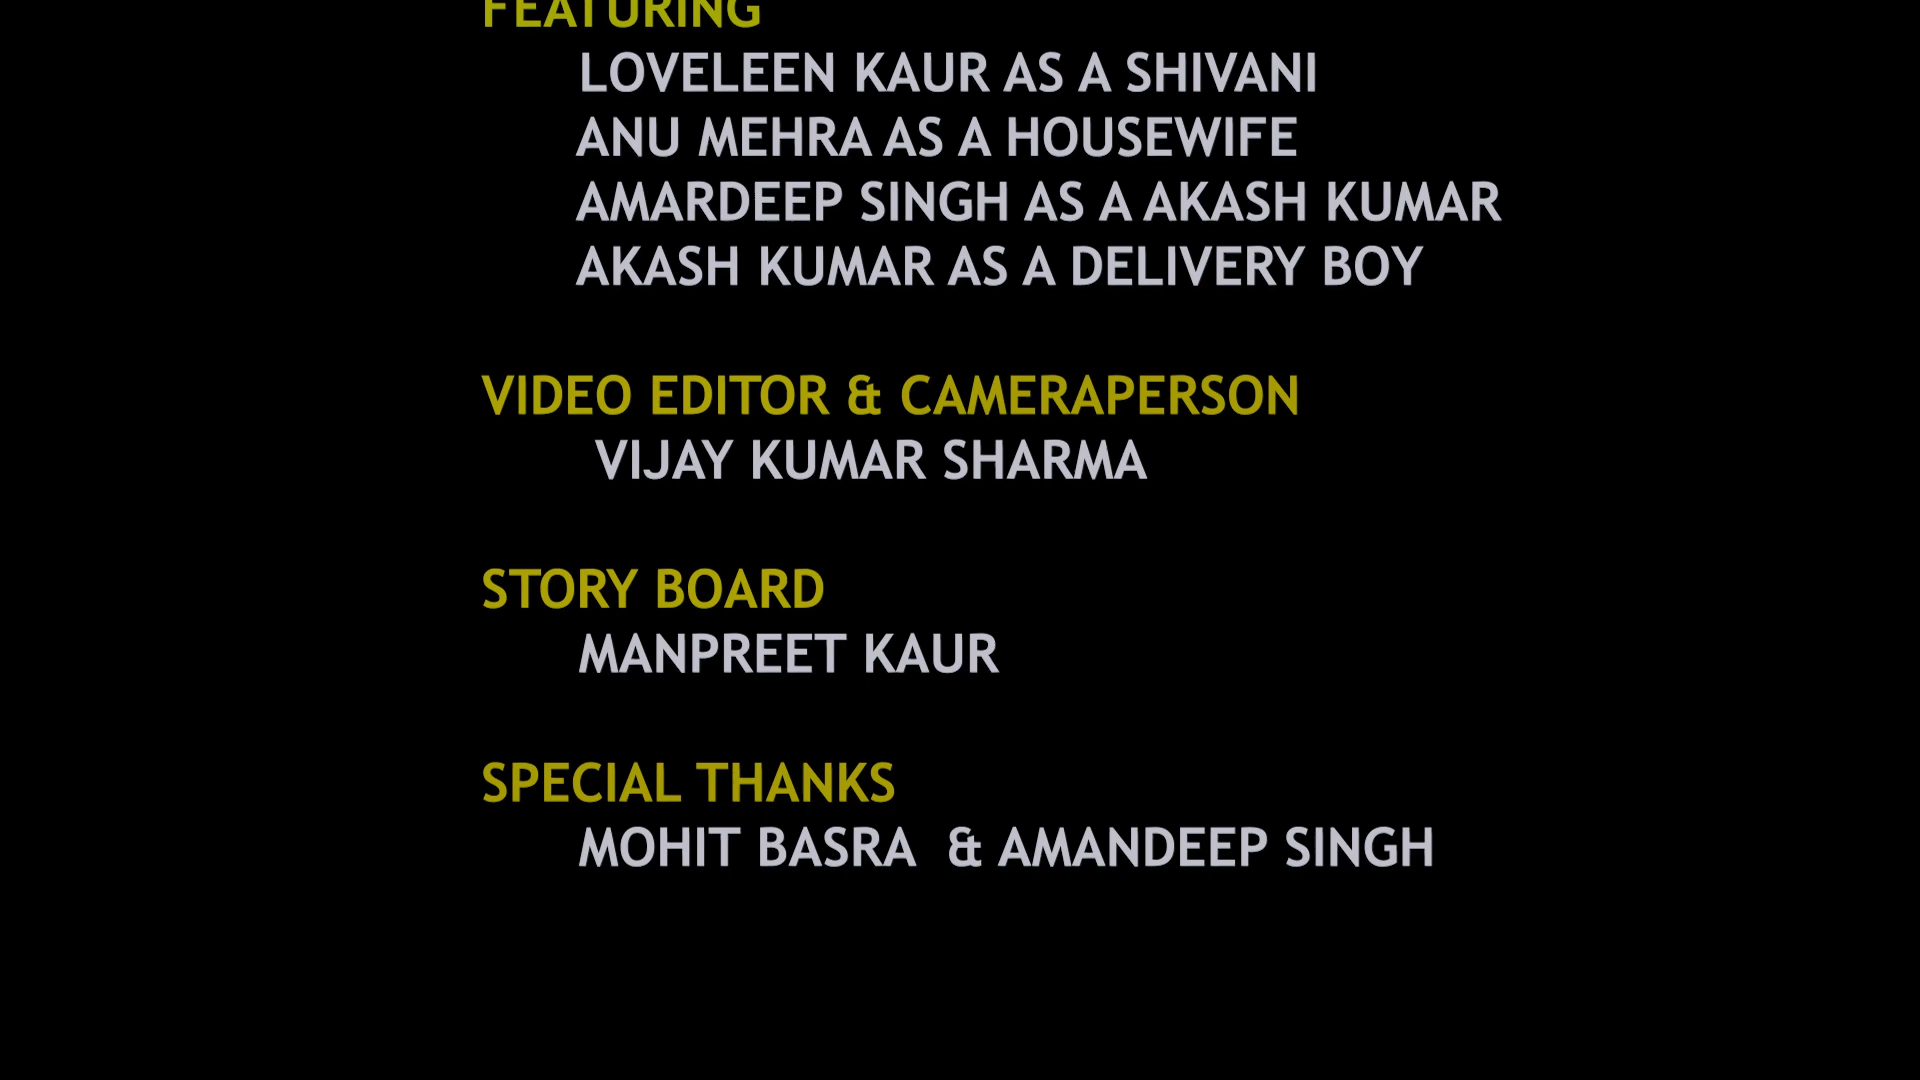 FEATURING
LOVELEEN KAUR AS A SHIVANI
ANU MEHRA AS A HOUSEWIFE
AMARDEEP SINGH AS A AKASH KUMAR
AKASH KUMAR AS A DELIVERY BOY
VIDEO EDITOR & CAMERAPERSON
VIJAY KUMAR SHARMA
STORY BOARD
MANPREET KAUR
SPECIAL THANKS
MOHIT BASRA & AMANDEEP SINGH